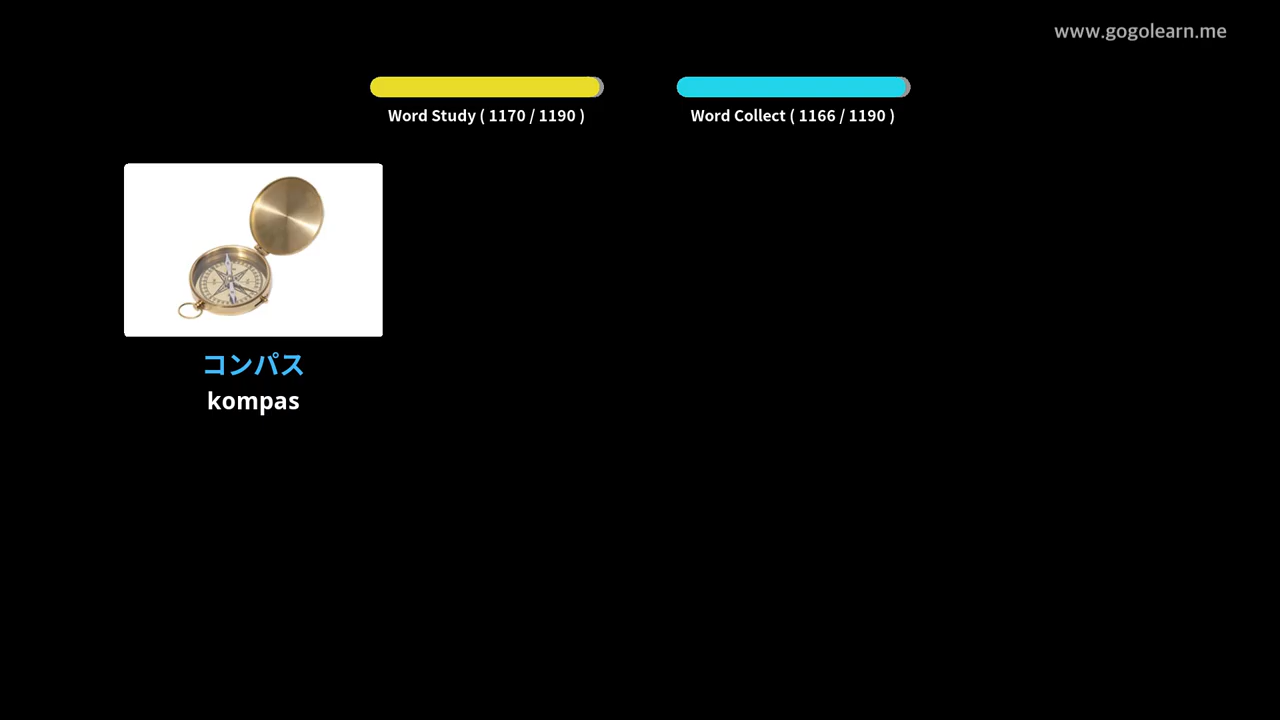 www.gogolearn.me
Word Study ( 1170 / 1190 )
Word Collect ( 1166 / 1190 )
コンパス
kompas